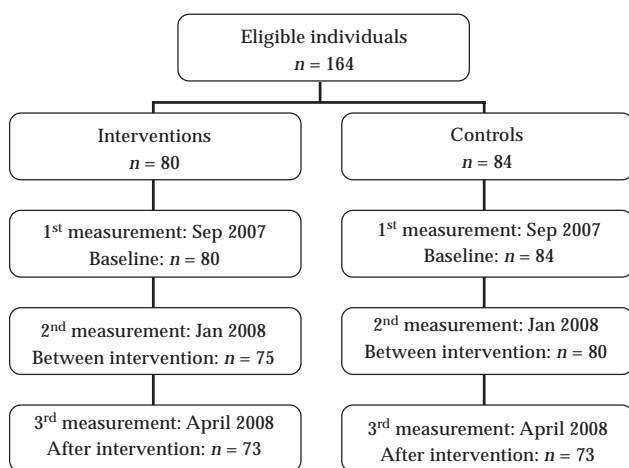 Eligible individuals
n = 164
Interventions
n = 80
Controls
n = 84
1st measurement: Sep 2007
Baseline: n = 80
1st measurement: Sep 2007
Baseline: n = 84
2nd measurement: Jan 2008
Between intervention: n = 75
2nd measurement: Jan 2008
Between intervention: n = 80
3rd measurement: April 2008
After intervention: n = 73
3rd measurement: April 2008
After intervention: n = 73